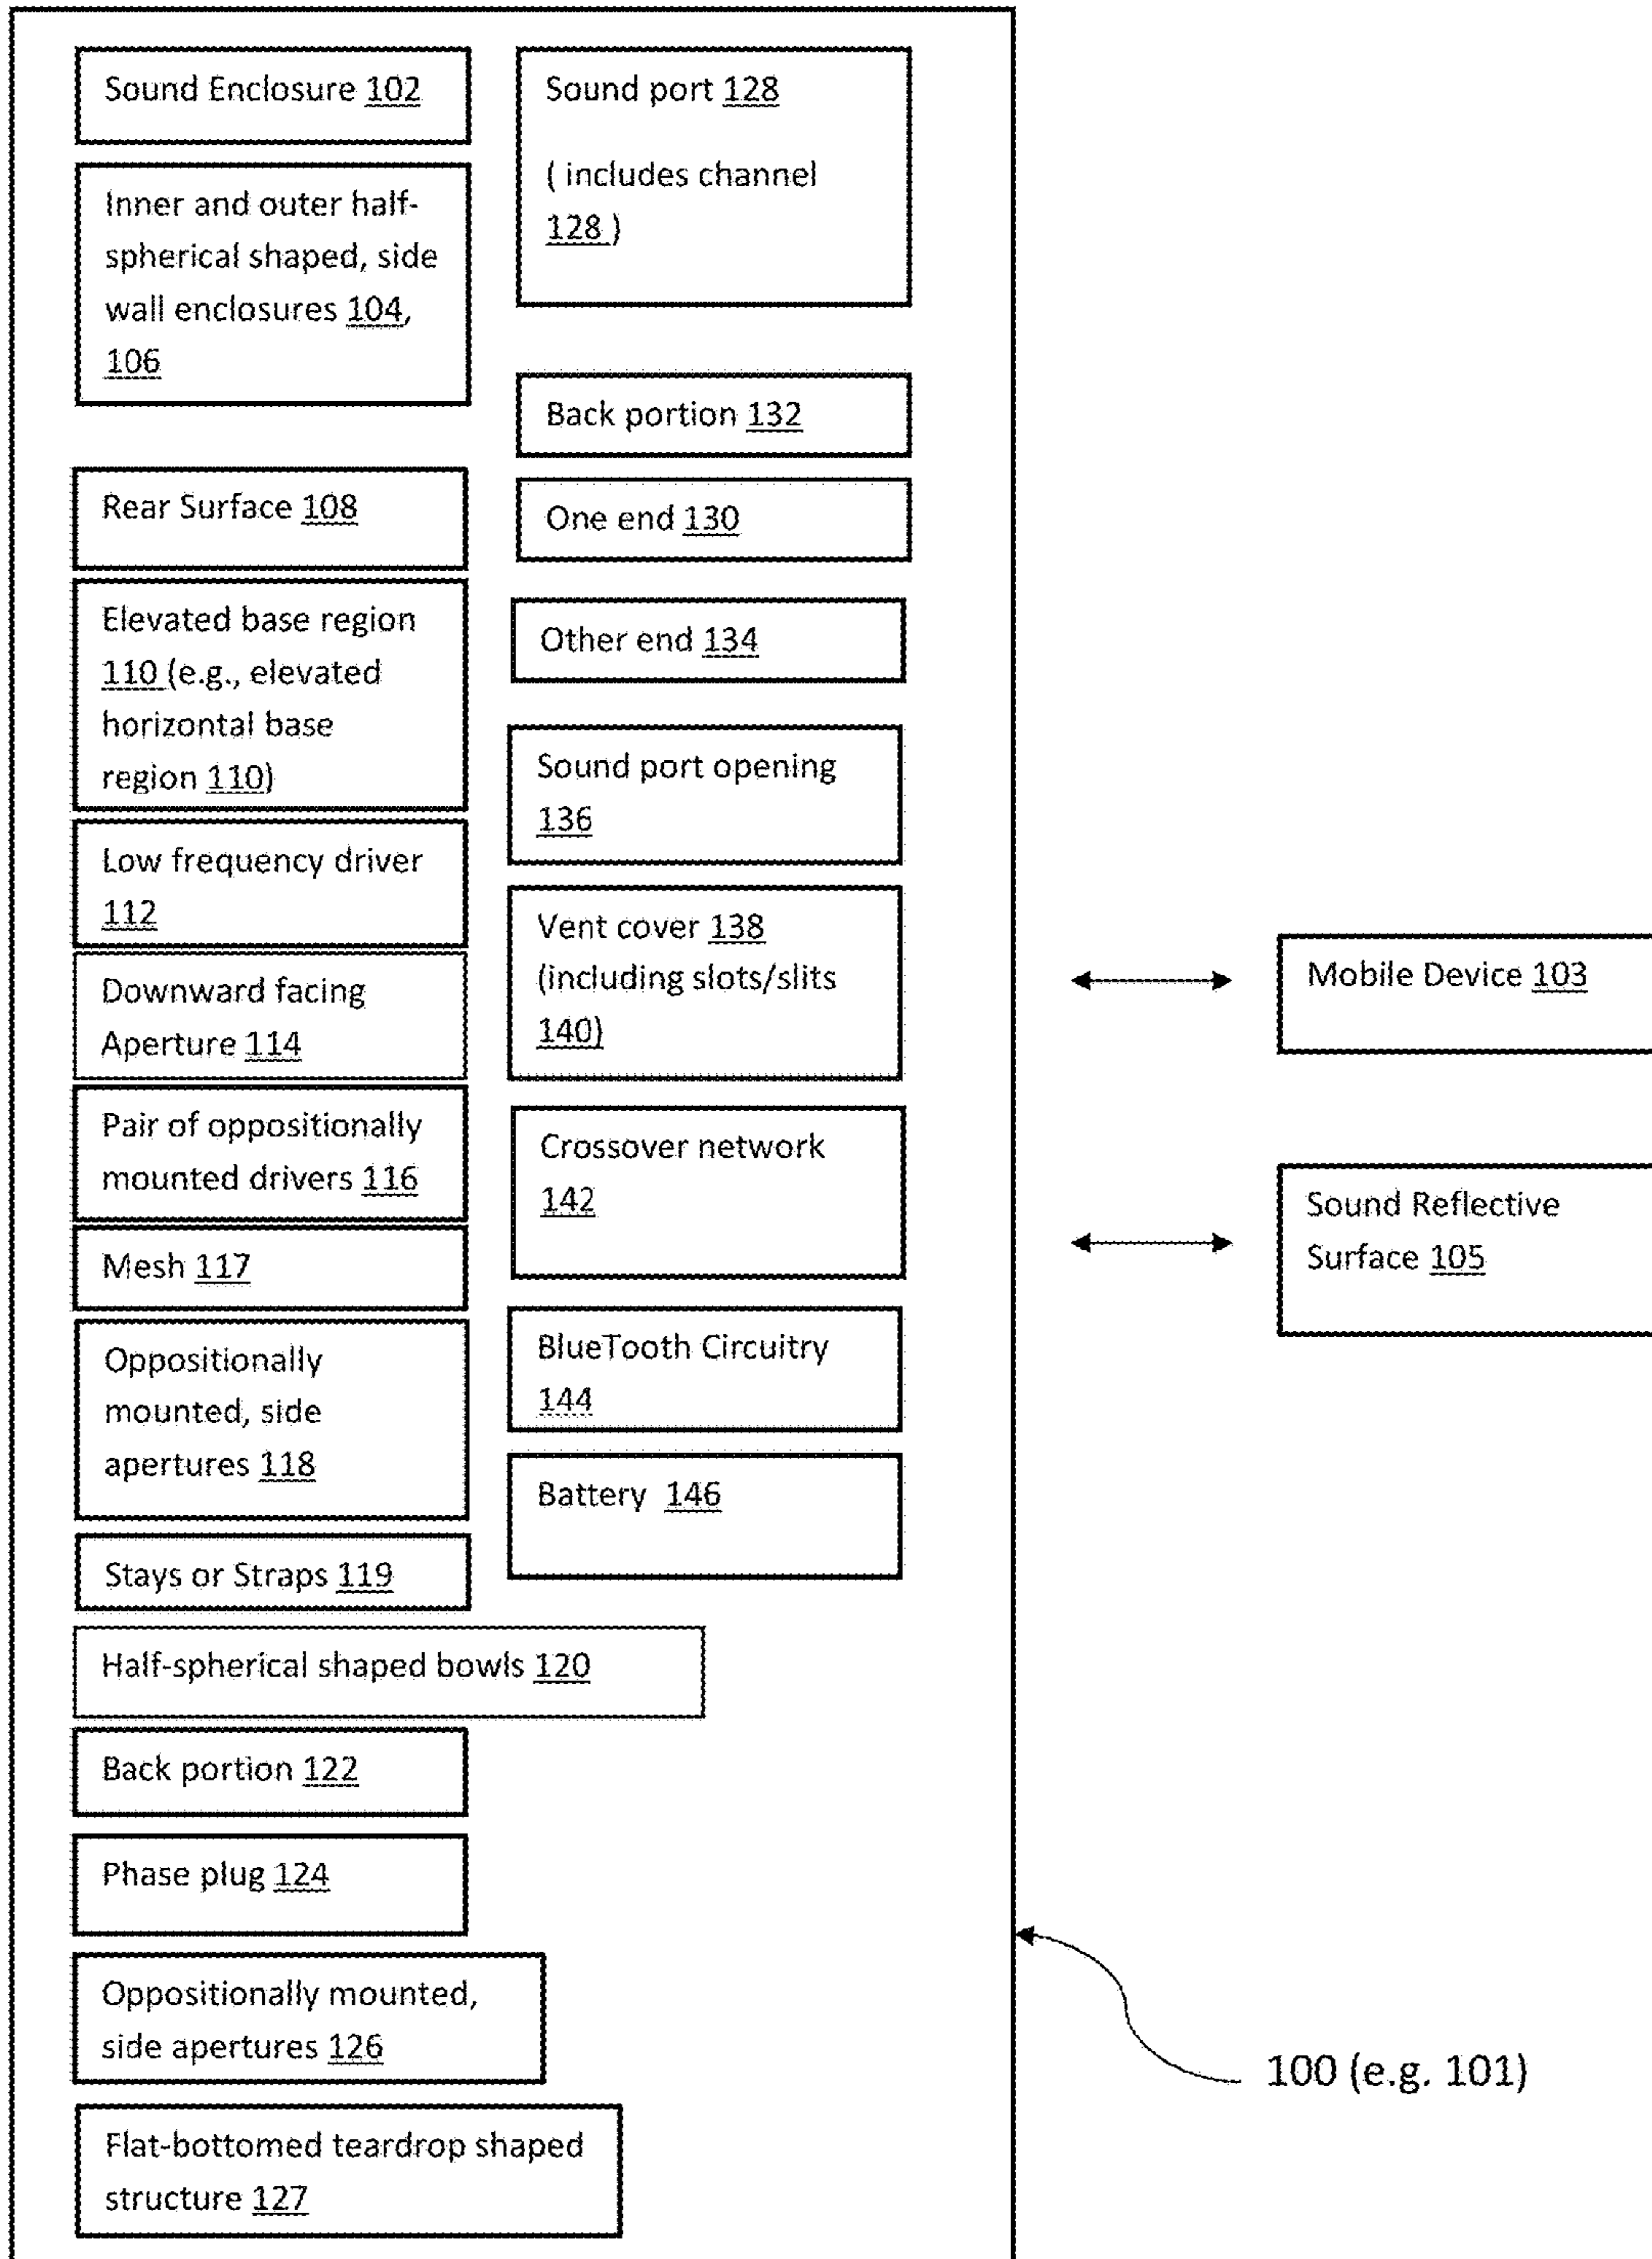 Sound Enclosure 102
Inner and outer half-
spherical shaped, side
wall enclosures 104,
106
Rear Surface 108
Elevated base region
110 (e.g., elevated
horizontal base
region 110)
Low frequency driver
112
Downward facing
Aperture 114
Pair of oppositionally
mounted drivers 116
Mesh 117
Oppositionally
mounted, side
apertures 118
Stays or Straps 119
Half-spherical shaped bowls 120
Back portion 122
Phase plug 124
Oppositionally mounted,
side apertures 126
Flat-bottomed teardrop shaped
structure 127
Sound port 128
( includes channel
128 )
Back portion 132
One end 130
Other end 134
Sound port opening
136
Vent cover 138
(including slots/slits
140)
Crossover network
142
BlueTooth Circuitry
144
Battery 146
Mobile Device 103
Sound Reflective
Surface 105
100 (e.g. 101)